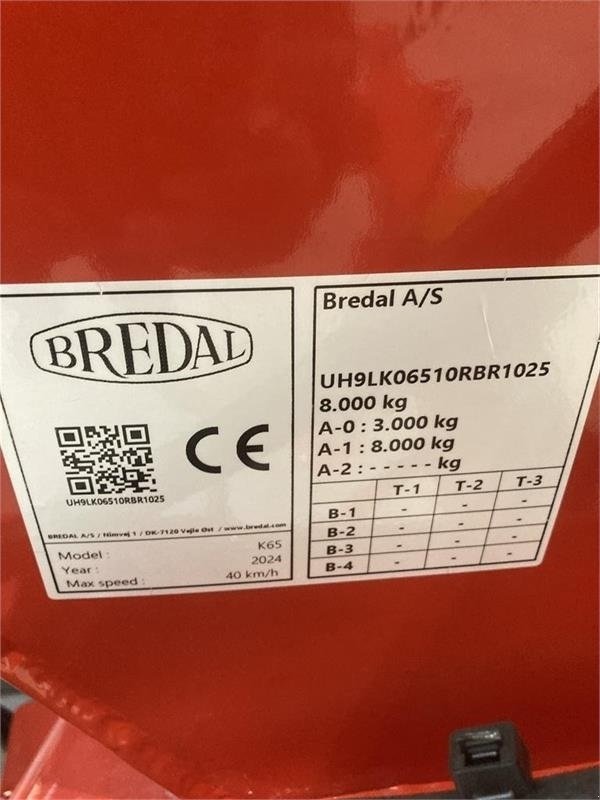 BREDAL
UH9LK06510RBR1025
CE
BREDAL A/S / Nimvej 1 / DK-7120 Vejle Øst / www.bredal.com
Model : K65
Year : 2024
Max speed : 40 km/h
Bredal A/S
UH9LK06510RBR1025
8.000 kg
A-0 : 3.000 kg
A-1 : 8.000 kg
A-2 : - - - - - kg
T-1 T-2 T-3
B-1 - - -
B-2 - - -
B-3 - - -
B-4 - - -